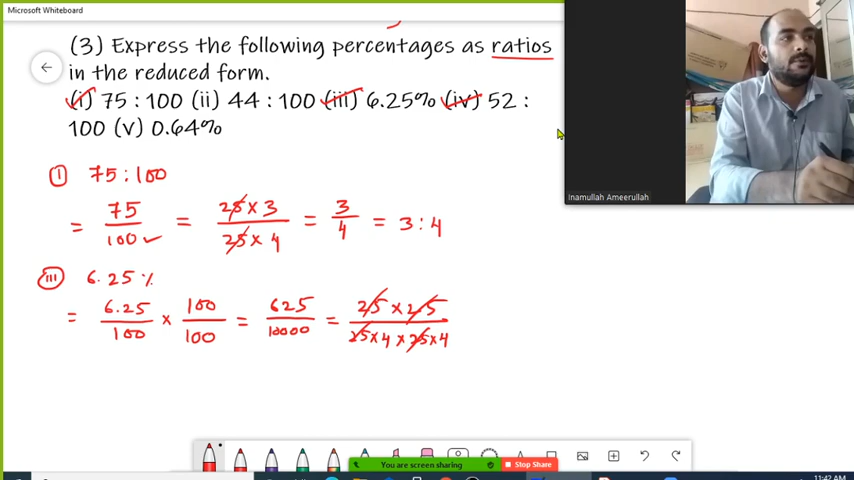 Microsoft Whiteboard
(3) Express the following percentages as ratios
in the reduced form.
(i) 75 : 100 (ii) 44 : 100 (iii) 6.25% (iv) 52 :
100 (v) 0.64%
Inamullah Ameerullah
(i) 75 : 100
= 75/100 = 25 × 3/25 × 4 = 3/4 = 3 : 4
(iii) 6.25 %
= 6.25/100 × 100/100 = 625/10000 = 25 × 25/25 × 4 × 25 × 4
You are screen sharing Stop Share
11:42 AM